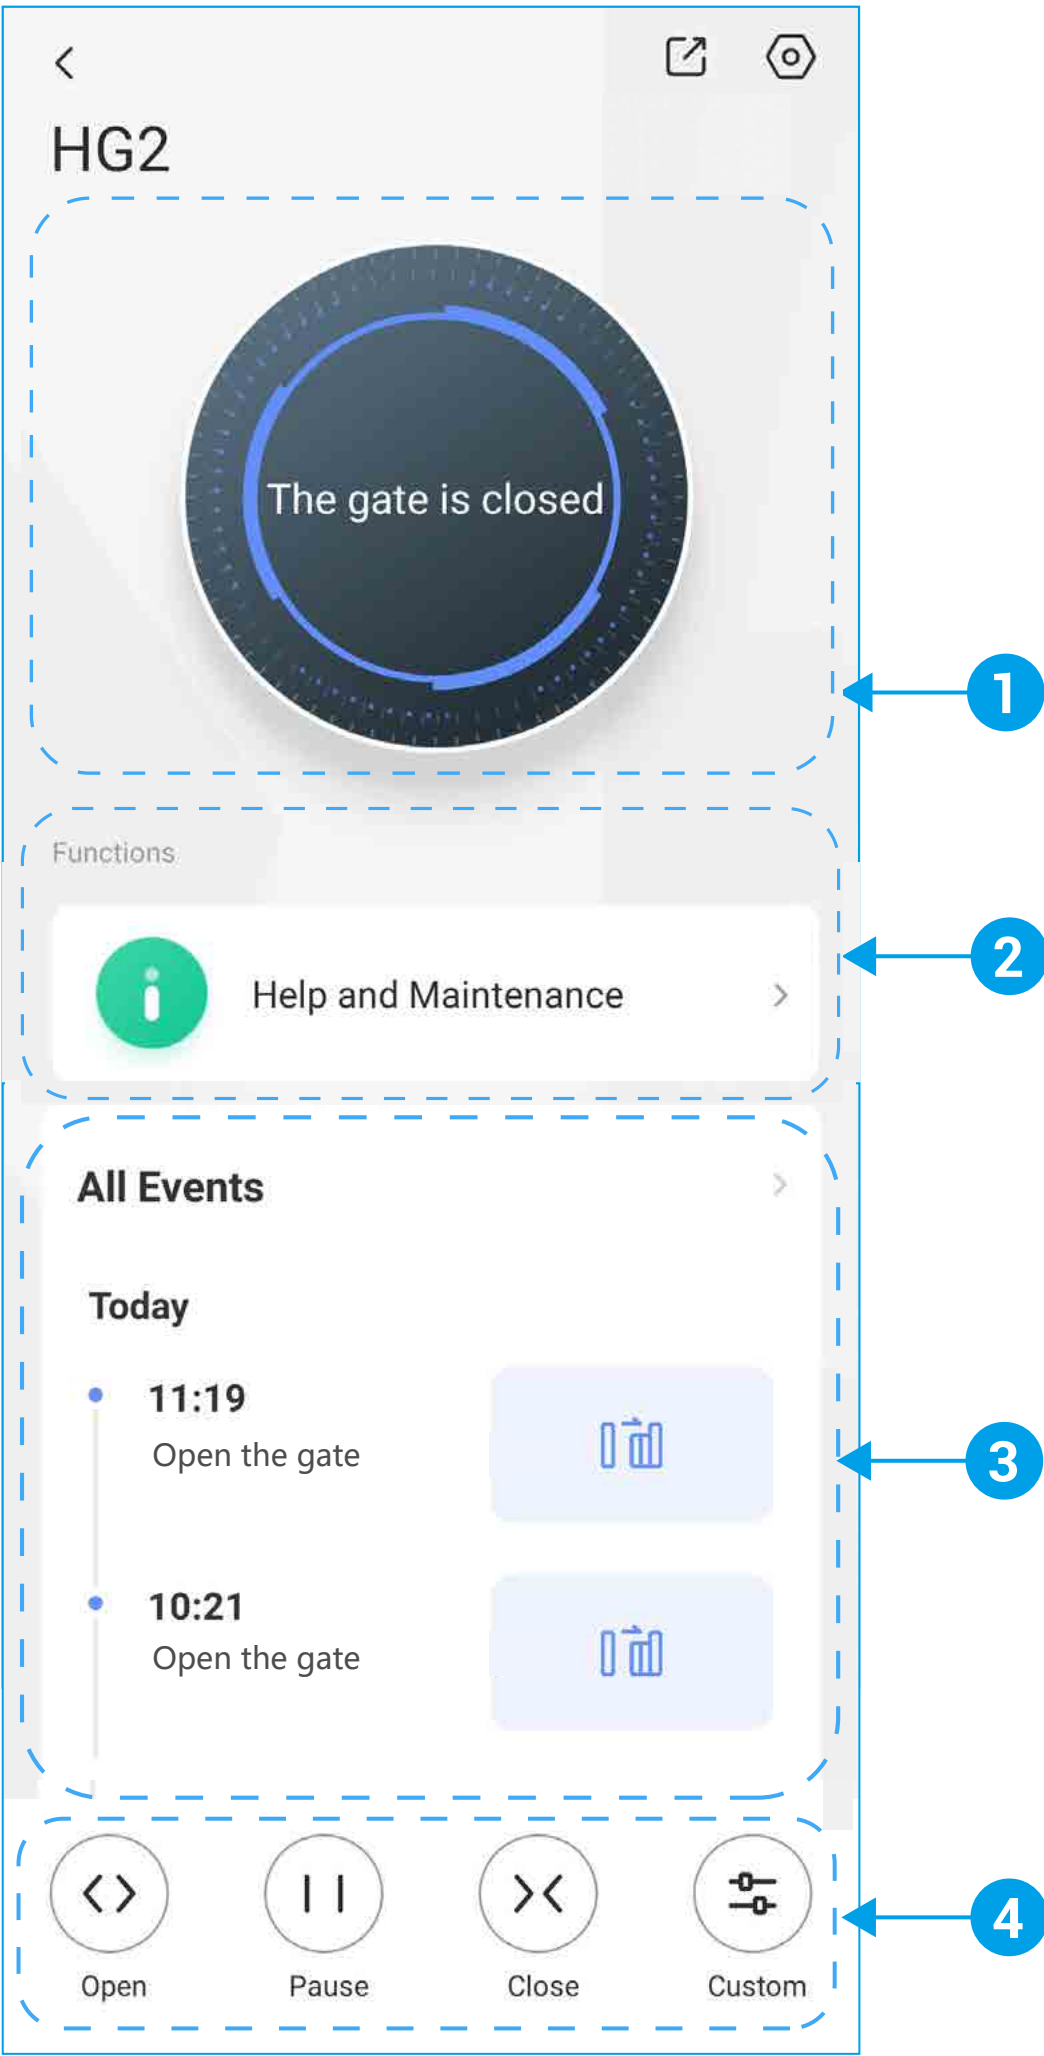 HG2
The gate is closed
1
Functions
2
Help and Maintenance
All Events
Today
11:19
Open the gate
3
10:21
Open the gate
4
Open Pause Close Custom